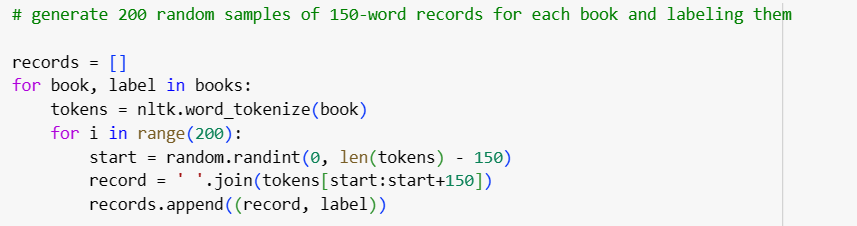 # generate 200 random samples of 150-word records for each book and labeling them
records = []
for book, label in books:
    tokens = nltk.word_tokenize(book)
    for i in range(200):
        start = random.randint(0, len(tokens) - 150)
        record = ' '.join(tokens[start:start+150])
        records.append((record, label))